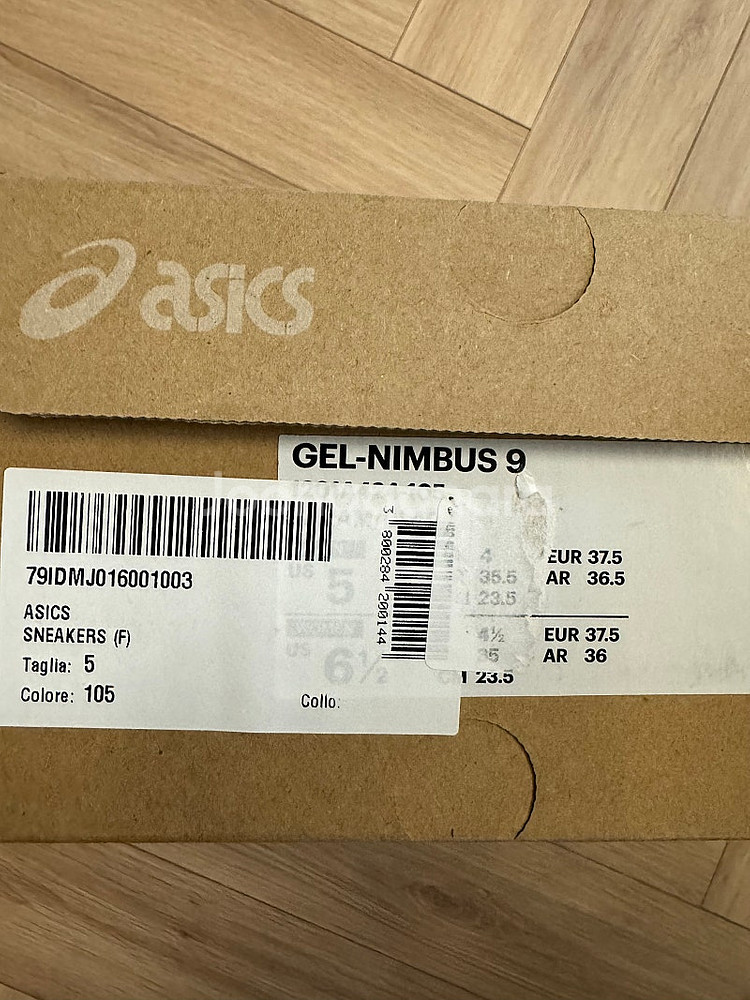 asics
GEL-NIMBUS 9
79IDMJ016001003
ASICS
SNEAKERS (F)
Taglia: 5
Colore: 105
Collo:
3 800284 200144
US 5
4
35.5
23.5
EUR 37.5
AR 36.5
US 6½
4½
35
23.5
EUR 37.5
AR 36